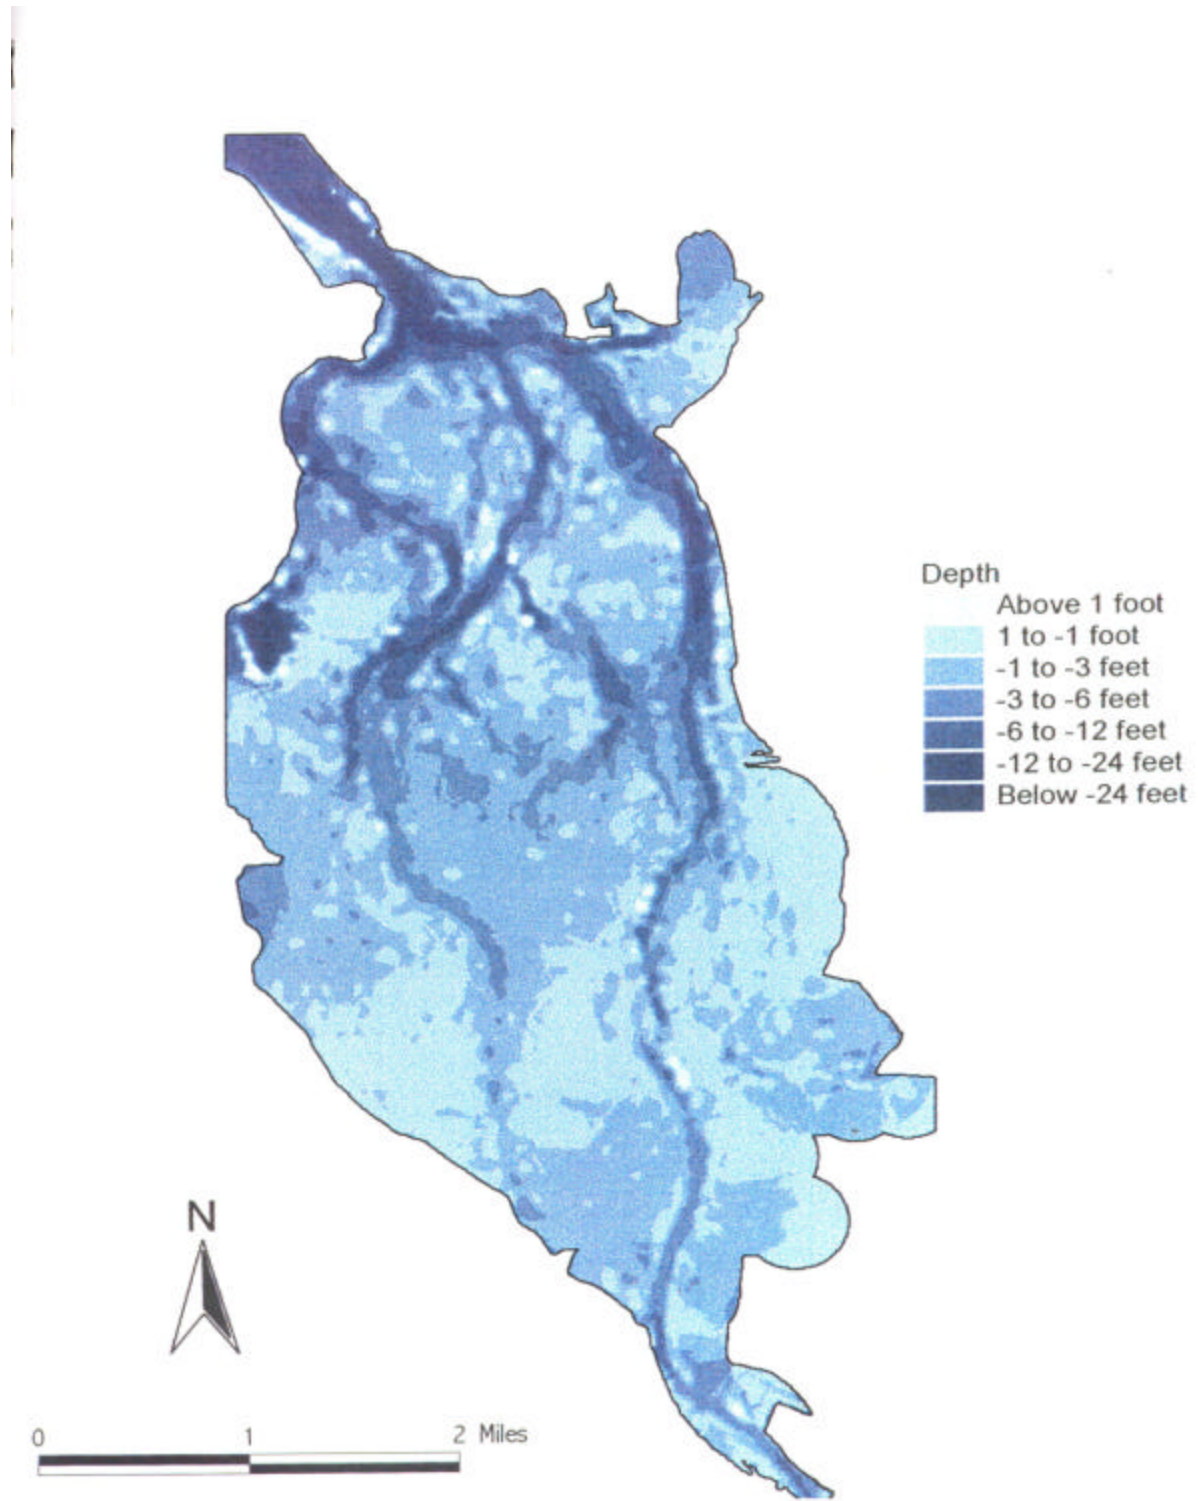 Depth
Above 1 foot
1 to -1 foot
-1 to -3 feet
-3 to -6 feet
-6 to -12 feet
-12 to -24 feet
Below -24 feet
N
0 1 2 Miles